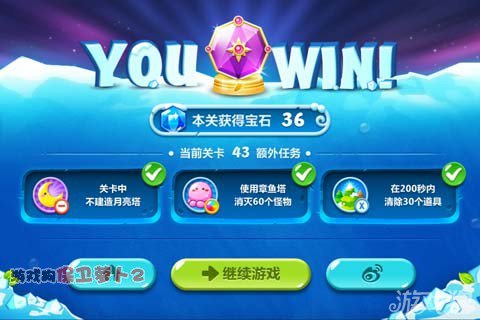 YOU WIN!
本关获得宝石 36
当前关卡 43 额外任务
关卡中
不建造月亮塔
使用章鱼塔
消灭60个怪物
在200秒内
清除30个道具
游戏狗保卫萝卜2
继续游戏